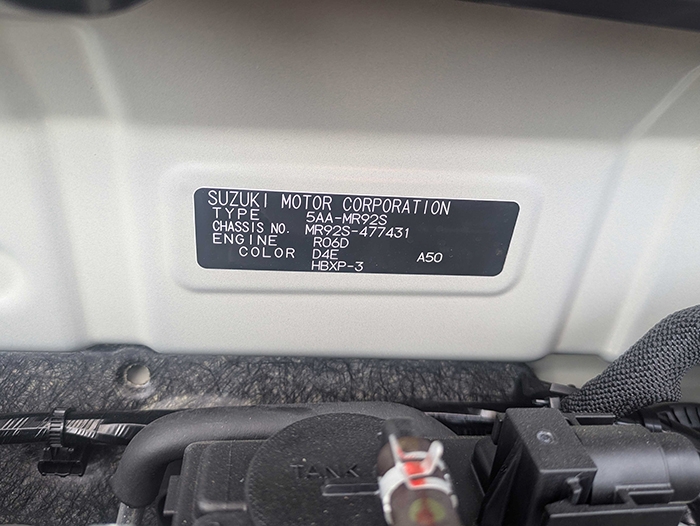 SUZUKI MOTOR CORPORATION
TYPE 5AA-MR92S
CHASSIS NO. MR92S-477431
ENGINE R06D
COLOR D4E A50
HBXP-3
TANK